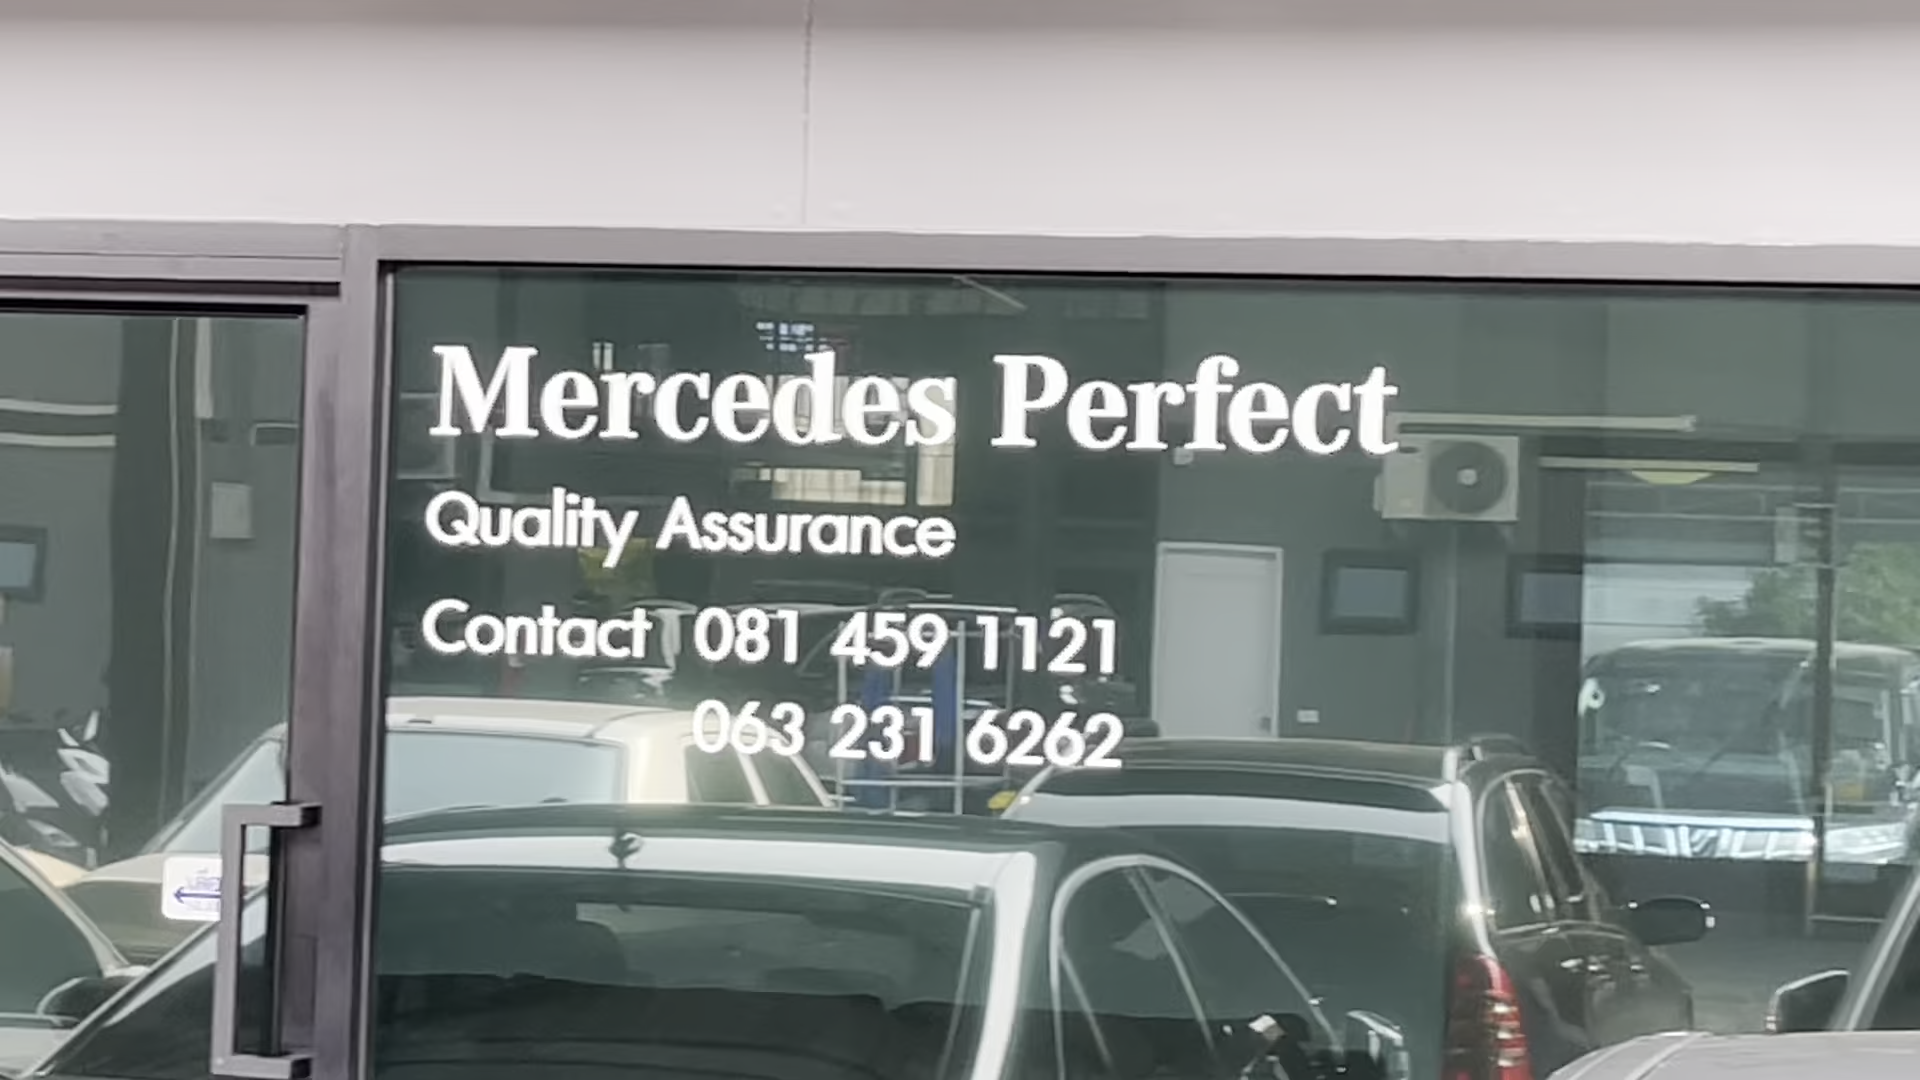 Mercedes Perfect
Quality Assurance
Contact 081 459 1121
063 231 6262